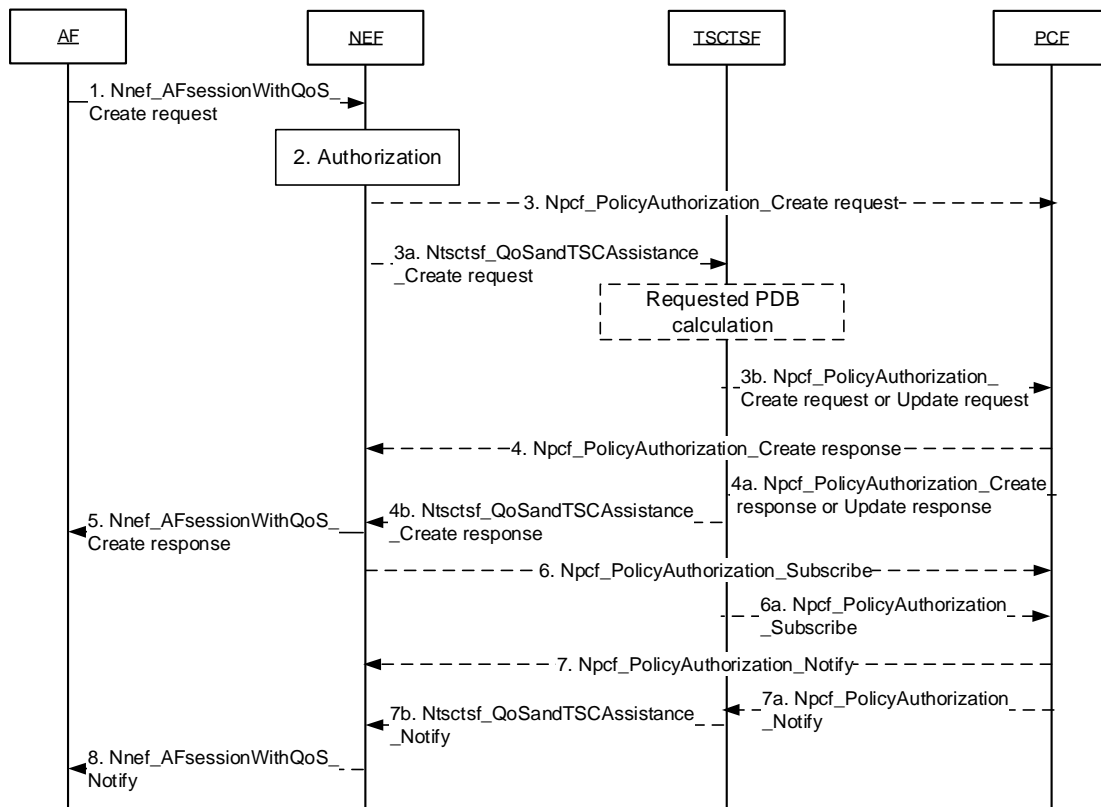 AF
NEF
TSCTSF
PCF
1. Nnef_AFsessionWithQoS_
Create request
2. Authorization
3. Npcf_PolicyAuthorization_Create request
3a. Ntsctsf_QoSandTSCAssistance
_Create request
Requested PDB
calculation
3b. Npcf_PolicyAuthorization_
Create request or Update request
4. Npcf_PolicyAuthorization_Create response
4a. Npcf_PolicyAuthorization_Create
response or Update response
4b. Ntsctsf_QoSandTSCAssistance
_Create response
5. Nnef_AFsessionWithQoS_
Create response
6. Npcf_PolicyAuthorization_Subscribe
6a. Npcf_PolicyAuthorization
_Subscribe
7. Npcf_PolicyAuthorization_Notify
7a. Npcf_PolicyAuthorization
_Notify
7b. Ntsctsf_QoSandTSCAssistance
_Notify
8. Nnef_AFsessionWithQoS_
Notify